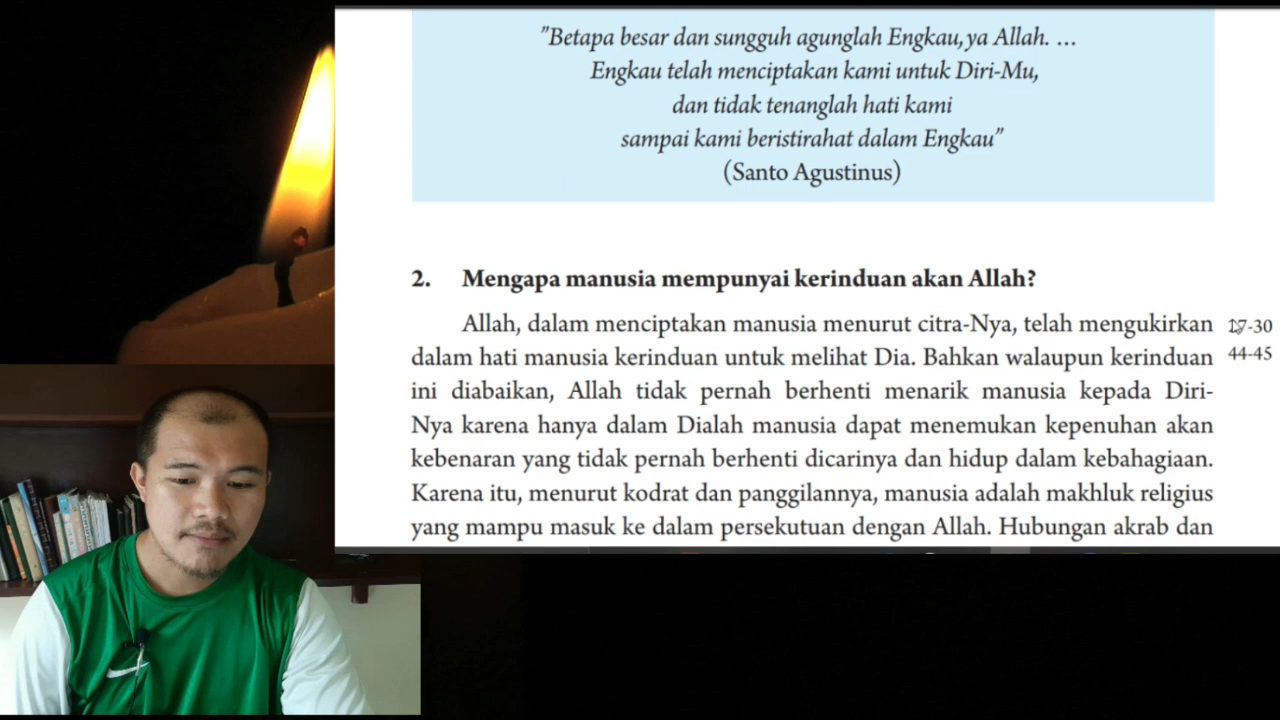 "Betapa besar dan sungguh agunglah Engkau, ya Allah. ...
Engkau telah menciptakan kami untuk Diri-Mu,
dan tidak tenanglah hati kami
sampai kami beristirahat dalam Engkau"
(Santo Agustinus)
2. Mengapa manusia mempunyai kerinduan akan Allah?
Allah, dalam menciptakan manusia menurut citra-Nya, telah mengukirkan
dalam hati manusia kerinduan untuk melihat Dia. Bahkan walaupun kerinduan
ini diabaikan, Allah tidak pernah berhenti menarik manusia kepada Diri-
Nya karena hanya dalam Dialah manusia dapat menemukan kepenuhan akan
kebenaran yang tidak pernah berhenti dicarinya dan hidup dalam kebahagiaan.
Karena itu, menurut kodrat dan panggilannya, manusia adalah makhluk religius
yang mampu masuk ke dalam persekutuan dengan Allah. Hubungan akrab dan
44-45